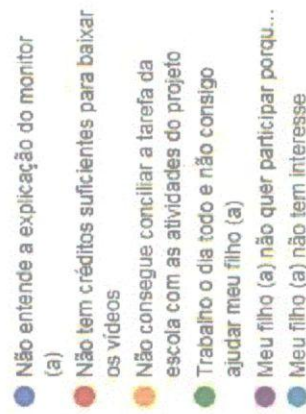 Não entende a explicação do monitor
(a)
Não tem créditos suficientes para baixar
os vídeos
Não consegue conciliar a tarefa da
escola com as atividades do projeto
Trabalho o dia todo e não consigo
ajudar meu filho (a)
Meu filho (a) não quer participar porqu...
Meu filho (a) não tem interesse